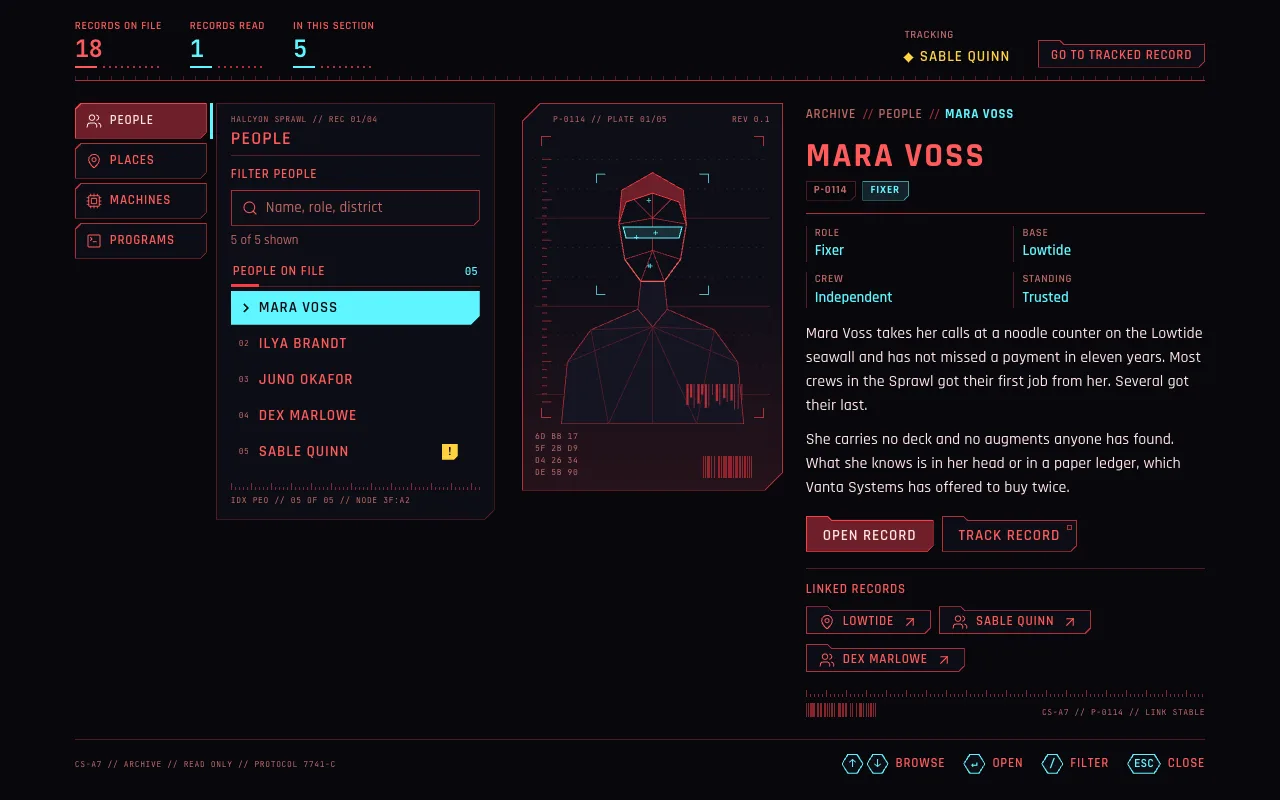 RECORDS ON FILE
18
RECORDS READ
1
IN THIS SECTION
5
TRACKING
SABLE QUINN
GO TO TRACKED RECORD
PEOPLE
PLACES
MACHINES
PROGRAMS
HALCYON SPRAWL // REC 01/04
PEOPLE
FILTER PEOPLE
Name, role, district
5 of 5 shown
PEOPLE ON FILE 05
MARA VOSS
02 ILYA BRANDT
03 JUNO OKAFOR
04 DEX MARLOWE
05 SABLE QUINN !
IDX PEO // 05 OF 05 // NODE 3F:A2
P-0114 // PLATE 01/05 REV 0.1
6D BB 17
5F 2B D9
04 26 34
DE 5B 90
ARCHIVE // PEOPLE // MARA VOSS
MARA VOSS
P-0114 FIXER
ROLE
Fixer
BASE
Lowtide
CREW
Independent
STANDING
Trusted
Mara Voss takes her calls at a noodle counter on the Lowtide
seawall and has not missed a payment in eleven years. Most
crews in the Sprawl got their first job from her. Several got
their last.
She carries no deck and no augments anyone has found.
What she knows is in her head or in a paper ledger, which
Vanta Systems has offered to buy twice.
OPEN RECORD
TRACK RECORD
LINKED RECORDS
LOWTIDE
SABLE QUINN
DEX MARLOWE
CS-A7 // P-0114 // LINK STABLE
CS-A7 // ARCHIVE // READ ONLY // PROTOCOL 7741-C
↑ ↓ BROWSE
↵ OPEN
/ FILTER
ESC CLOSE